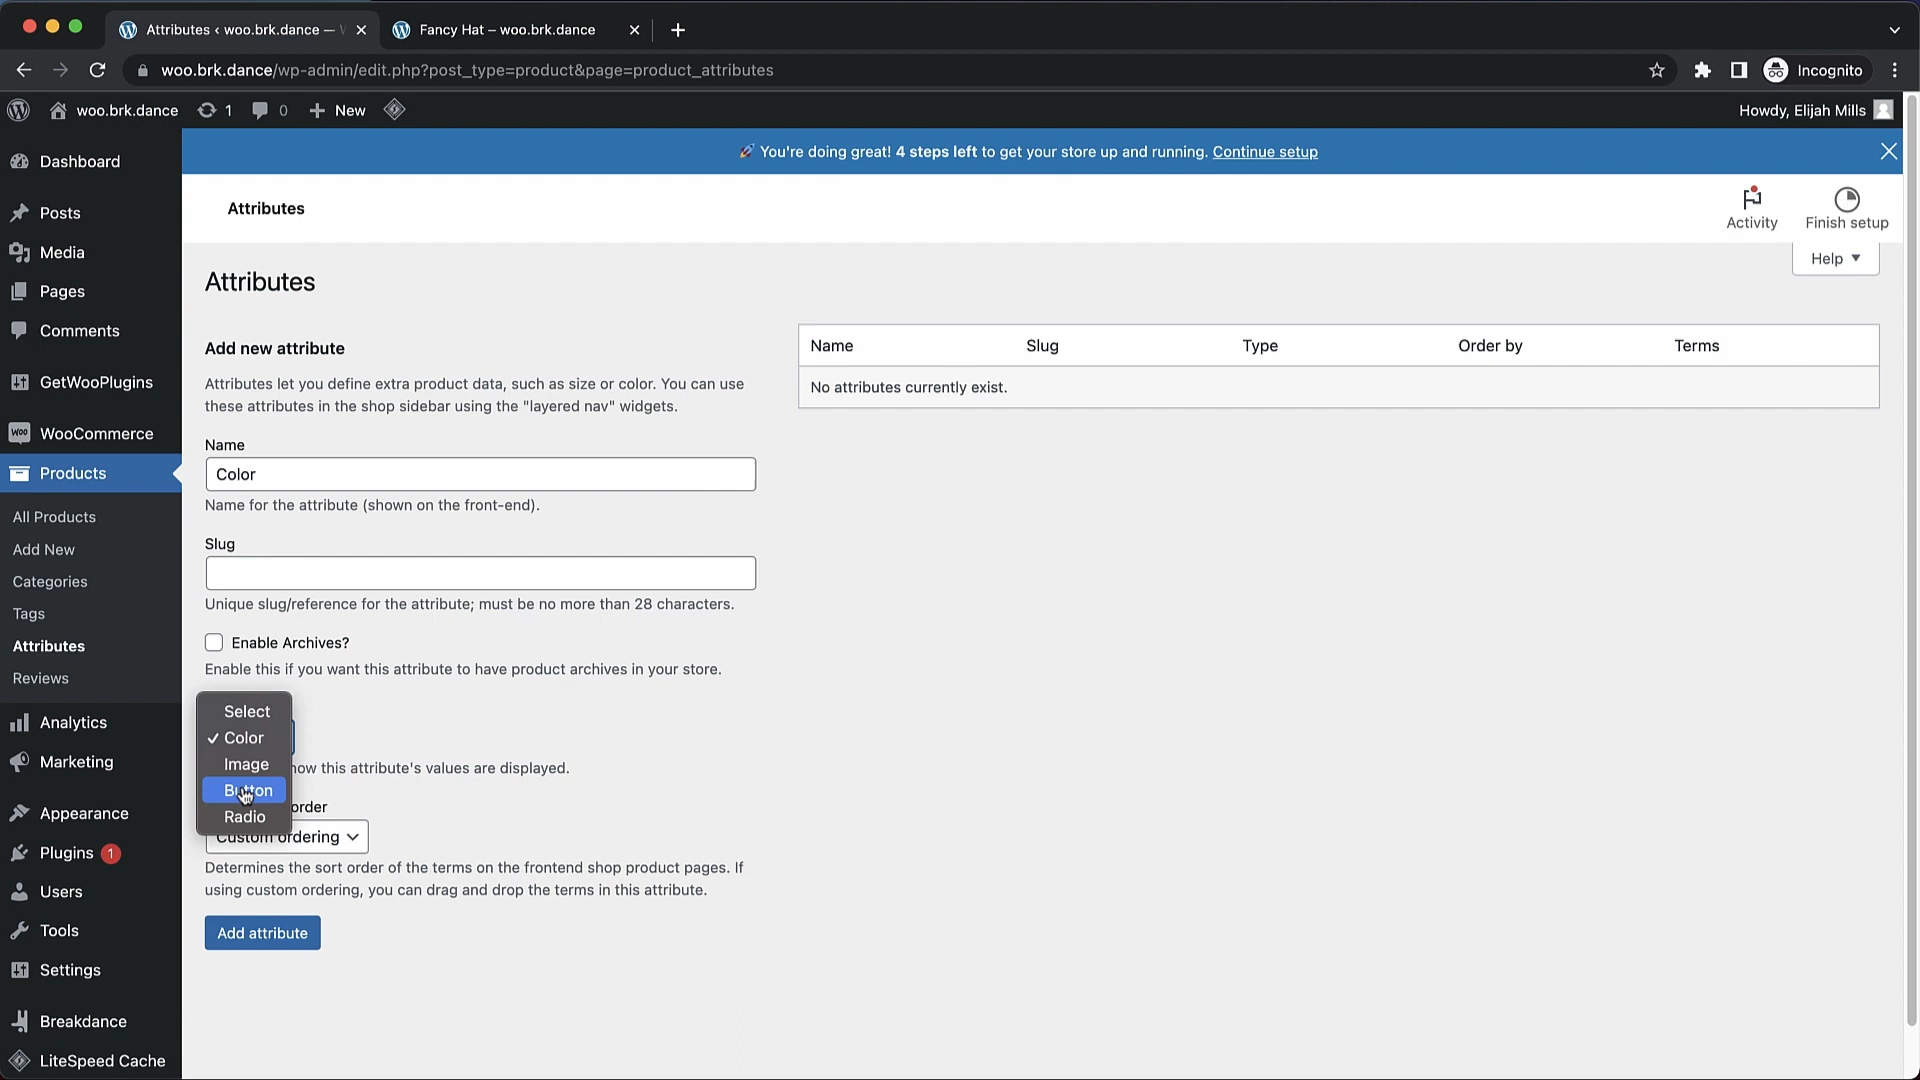 Attributes ‹ woo.brk.dance —
Fancy Hat – woo.brk.dance
woo.brk.dance/wp-admin/edit.php?post_type=product&page=product_attributes
Incognito
woo.brk.dance
1
0
New
Howdy, Elijah Mills
🚀 You're doing great! 4 steps left to get your store up and running. Continue setup
Dashboard
Posts
Media
Pages
Comments
GetWooPlugins
WooCommerce
Products
All Products
Add New
Categories
Tags
Attributes
Reviews
Analytics
Marketing
Appearance
Plugins 1
Users
Tools
Settings
Breakdance
LiteSpeed Cache
Attributes
Activity
Finish setup
Help
Attributes
Add new attribute
Attributes let you define extra product data, such as size or color. You can use
these attributes in the shop sidebar using the "layered nav" widgets.
Name
Color
Name for the attribute (shown on the front-end).
Slug
Unique slug/reference for the attribute; must be no more than 28 characters.
Enable Archives?
Enable this if you want this attribute to have product archives in your store.
Select
✓ Color
Image
Button
Radio
how this attribute's values are displayed.
order
Custom ordering
Determines the sort order of the terms on the frontend shop product pages. If
using custom ordering, you can drag and drop the terms in this attribute.
Add attribute
Name Slug Type Order by Terms
No attributes currently exist.